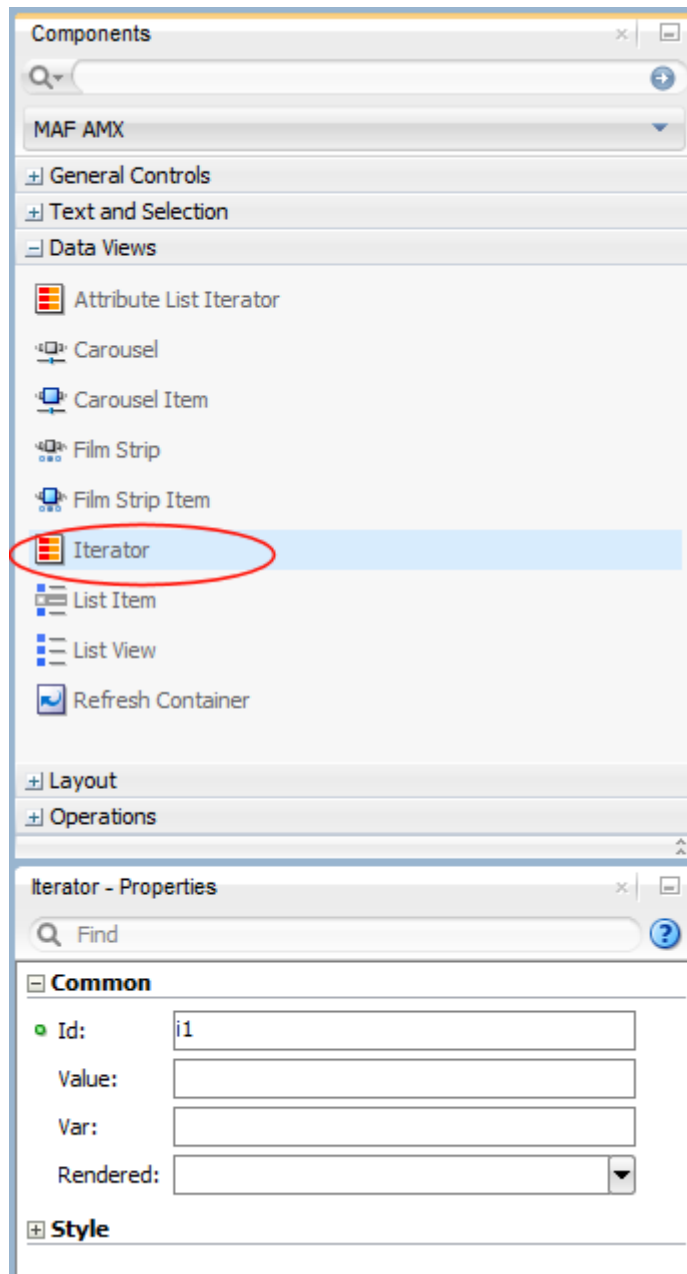 Components
MAF AMX
General Controls
Text and Selection
Data Views
Attribute List Iterator
Carousel
Carousel Item
Film Strip
Film Strip Item
Iterator
List Item
List View
Refresh Container
Layout
Operations
Iterator - Properties
Find
Common
Id: i1
Value:
Var:
Rendered:
Style